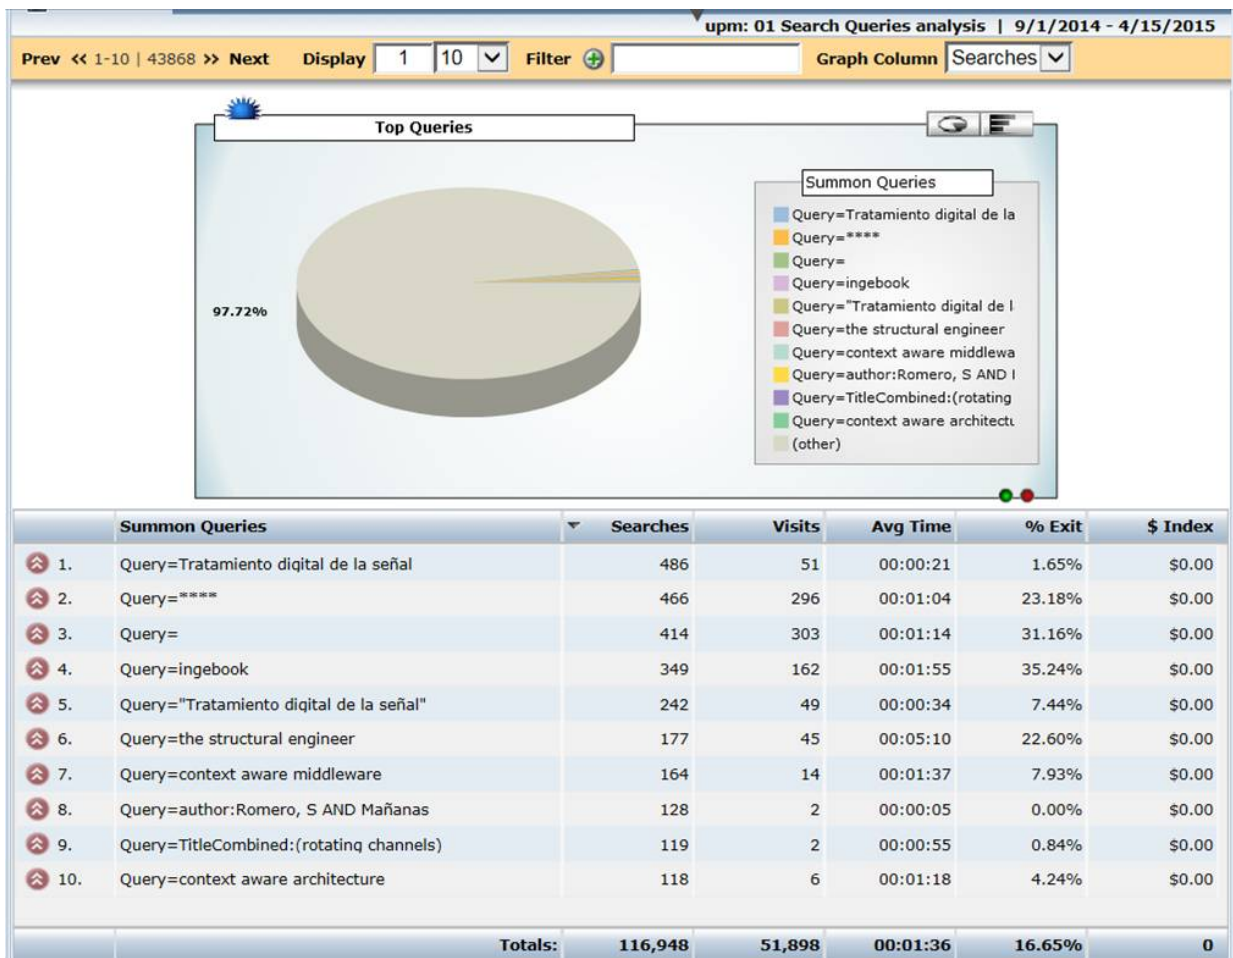 upm: 01 Search Queries analysis | 9/1/2014 - 4/15/2015
Prev << 1-10 | 43868 >> Next Display 1 10 Filter Graph Column Searches
Top Queries
97.72%
Summon Queries
Query=Tratamiento digital de la
Query=****
Query=
Query=ingebook
Query="Tratamiento digital de l
Query=the structural engineer
Query=context aware middlewa
Query=author:Romero, S AND I
Query=TitleCombined:(rotating
Query=context aware architectu
(other)
Summon Queries Searches Visits Avg Time % Exit $ Index
1. Query=Tratamiento digital de la señal 486 51 00:00:21 1.65% $0.00
2. Query=**** 466 296 00:01:04 23.18% $0.00
3. Query= 414 303 00:01:14 31.16% $0.00
4. Query=ingebook 349 162 00:01:55 35.24% $0.00
5. Query="Tratamiento digital de la señal" 242 49 00:00:34 7.44% $0.00
6. Query=the structural engineer 177 45 00:05:10 22.60% $0.00
7. Query=context aware middleware 164 14 00:01:37 7.93% $0.00
8. Query=author:Romero, S AND Mañanas 128 2 00:00:05 0.00% $0.00
9. Query=TitleCombined:(rotating channels) 119 2 00:00:55 0.84% $0.00
10. Query=context aware architecture 118 6 00:01:18 4.24% $0.00
Totals: 116,948 51,898 00:01:36 16.65% 0